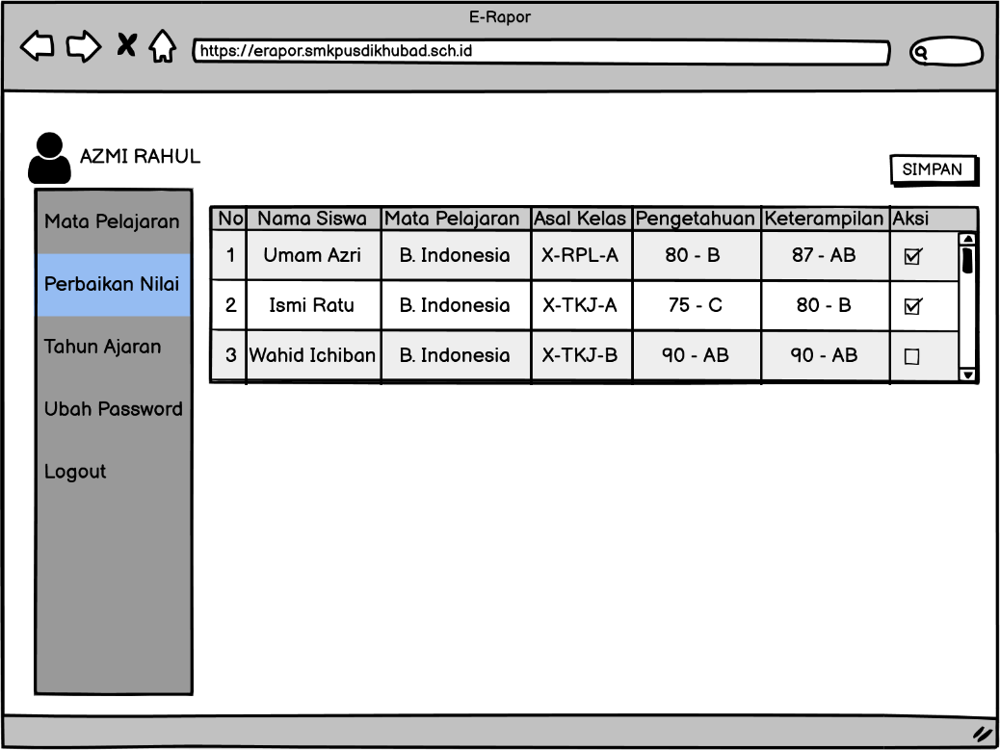 E-Rapor
https://erapor.smkpusdikhubad.sch.id
AZMI RAHUL
SIMPAN
Mata Pelajaran
Perbaikan Nilai
Tahun Ajaran
Ubah Password
Logout
No Nama Siswa Mata Pelajaran Asal Kelas Pengetahuan Keterampilan Aksi
1 Umam Azri B. Indonesia X-RPL-A 80 - B 87 - AB
2 Ismi Ratu B. Indonesia X-TKJ-A 75 - C 80 - B
3 Wahid Ichiban B. Indonesia X-TKJ-B 90 - AB 90 - AB